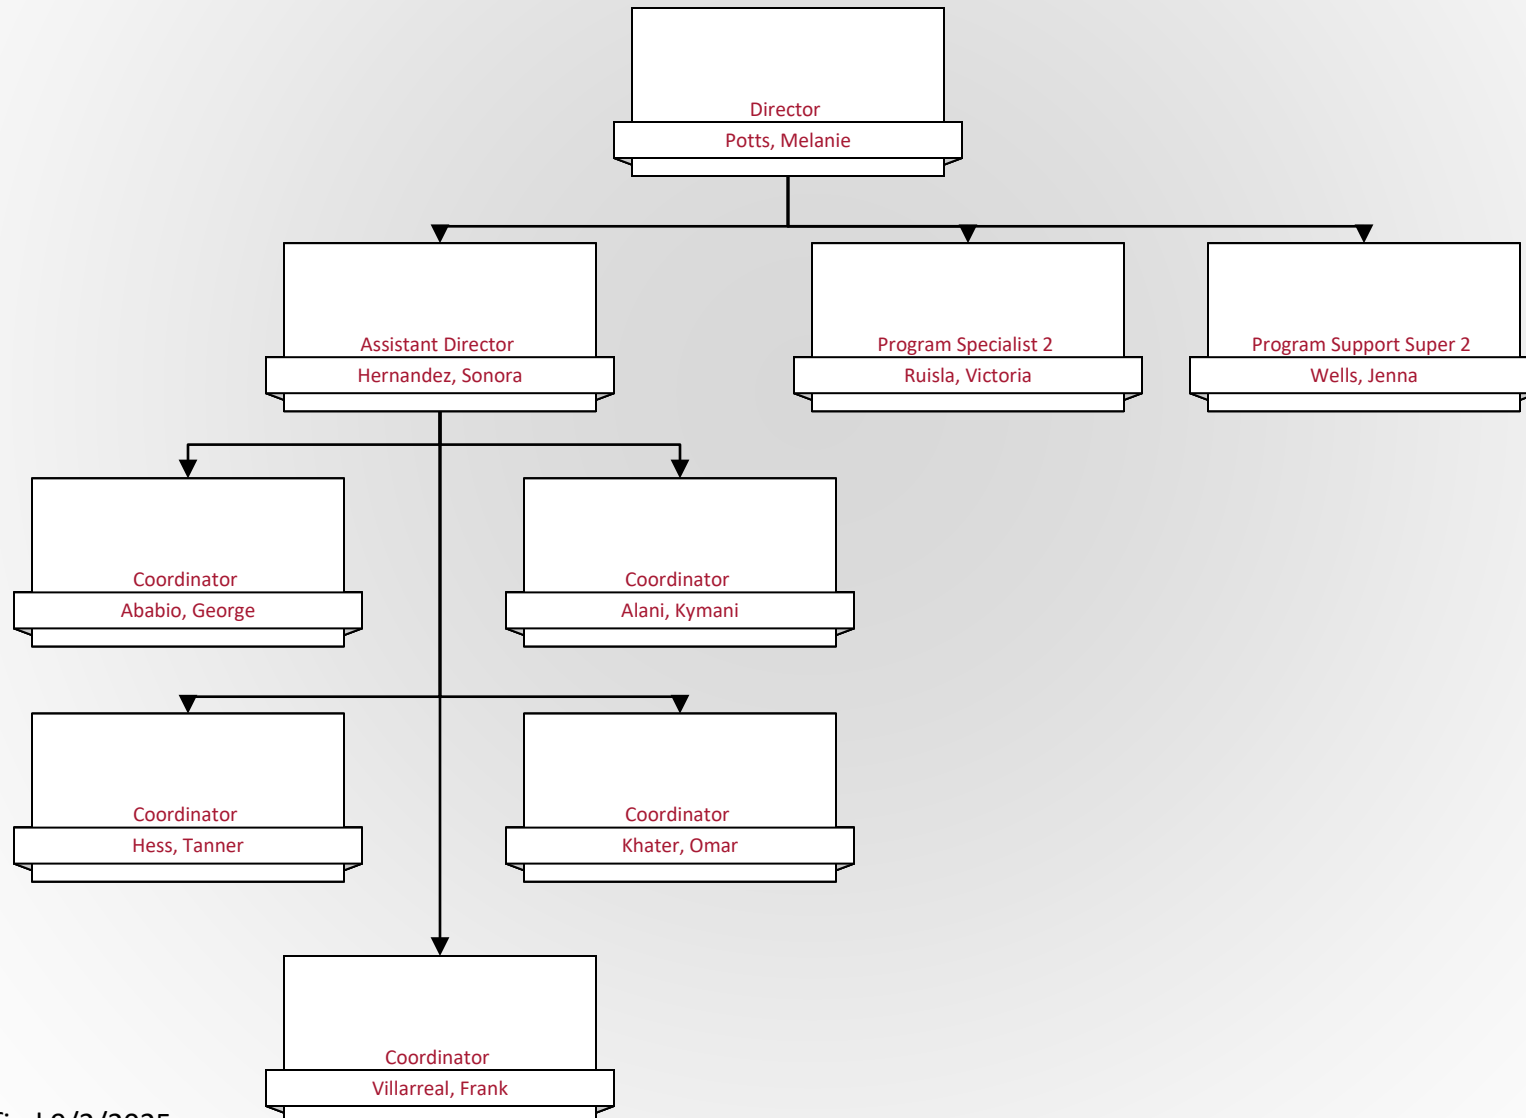 Director
Potts, Melanie
Assistant Director
Hernandez, Sonora
Program Specialist 2
Ruisla, Victoria
Program Support Super 2
Wells, Jenna
Coordinator
Ababio, George
Coordinator
Alani, Kymani
Coordinator
Hess, Tanner
Coordinator
Khater, Omar
Coordinator
Villarreal, Frank